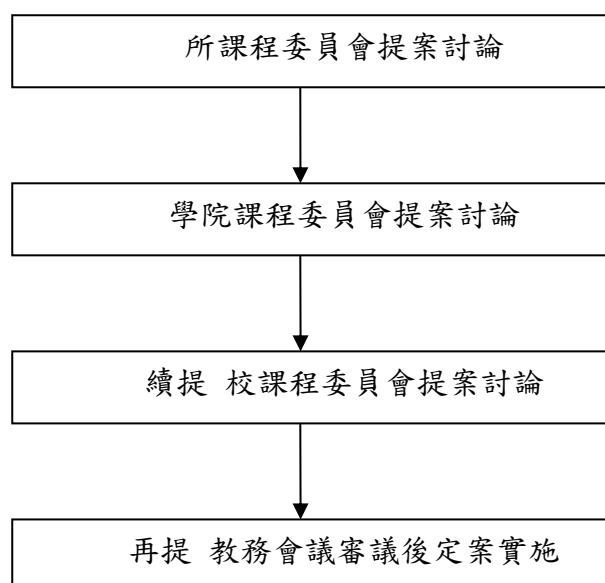 所課程委員會提案討論
學院課程委員會提案討論
續提 校課程委員會提案討論
再提 教務會議審議後定案實施